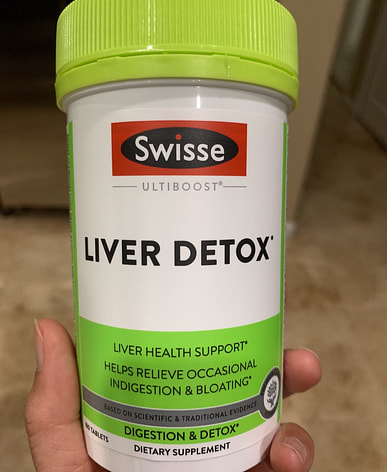 Swisse
ULTIBOOST®
LIVER DETOX*
LIVER HEALTH SUPPORT*
HELPS RELIEVE OCCASIONAL
INDIGESTION & BLOATING*
BASED ON SCIENTIFIC & TRADITIONAL EVIDENCE
TABLETS
DIGESTION & DETOX*
DIETARY SUPPLEMENT